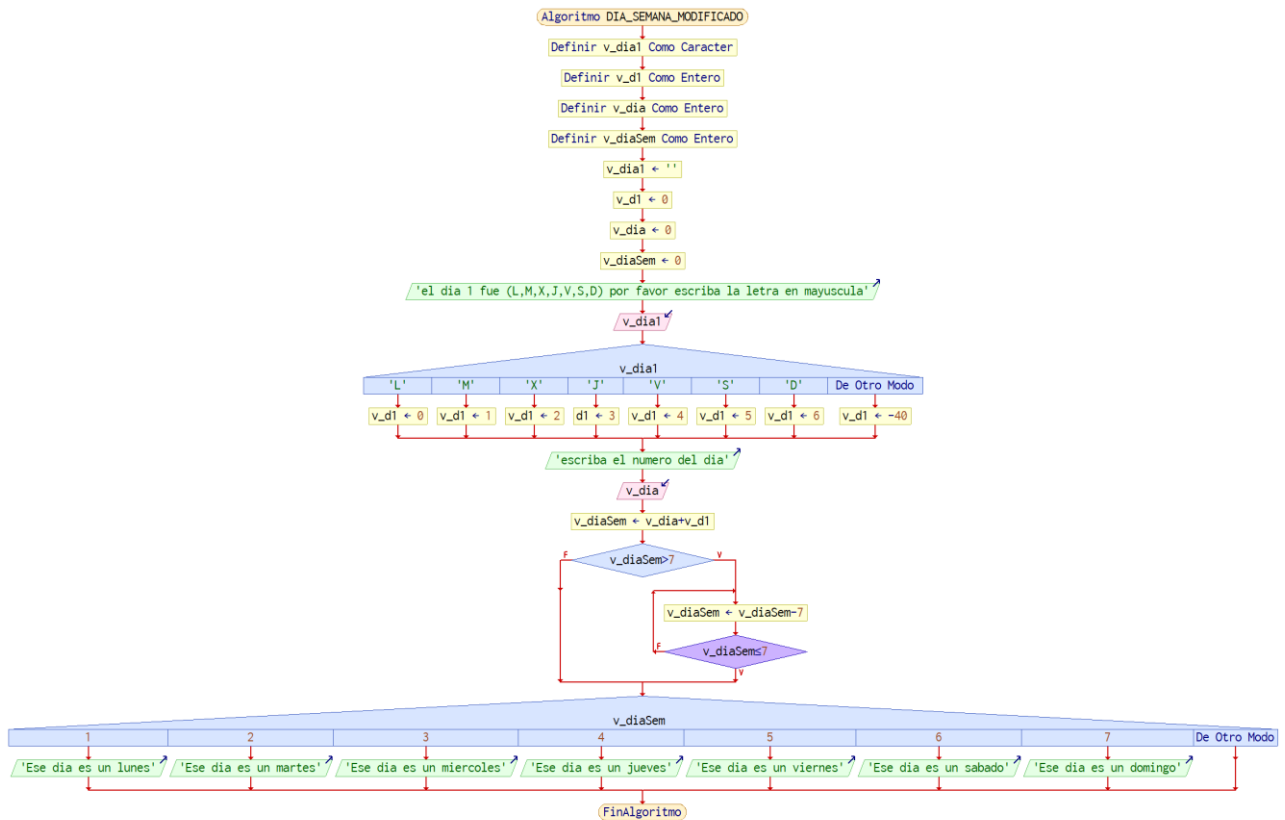 Algoritmo DIA_SEMANA_MODIFICADO
Definir v_dia1 Como Caracter
Definir v_d1 Como Entero
Definir v_dia Como Entero
Definir v_diaSem Como Entero
v_dia1 ← ''
v_d1 ← 0
v_dia ← 0
v_diaSem ← 0
'el dia 1 fue (L,M,X,J,V,S,D) por favor escriba la letra en mayuscula'
v_dia1
v_dia1
'L' 'M' 'X' 'J' 'V' 'S' 'D' De Otro Modo
v_d1 ← 0 v_d1 ← 1 v_d1 ← 2 d1 ← 3 v_d1 ← 4 v_d1 ← 5 v_d1 ← 6 v_d1 ← -40
'escriba el numero del dia'
v_dia
v_diaSem ← v_dia+v_d1
F v_diaSem>7 V
v_diaSem ← v_diaSem-7
F v_diaSem≤7
V
v_diaSem
1 2 3 4 5 6 7 De Otro Modo
'Ese dia es un lunes' 'Ese dia es un martes' 'Ese dia es un miercoles' 'Ese dia es un jueves' 'Ese dia es un viernes' 'Ese dia es un sabado' 'Ese dia es un domingo'
FinAlgoritmo